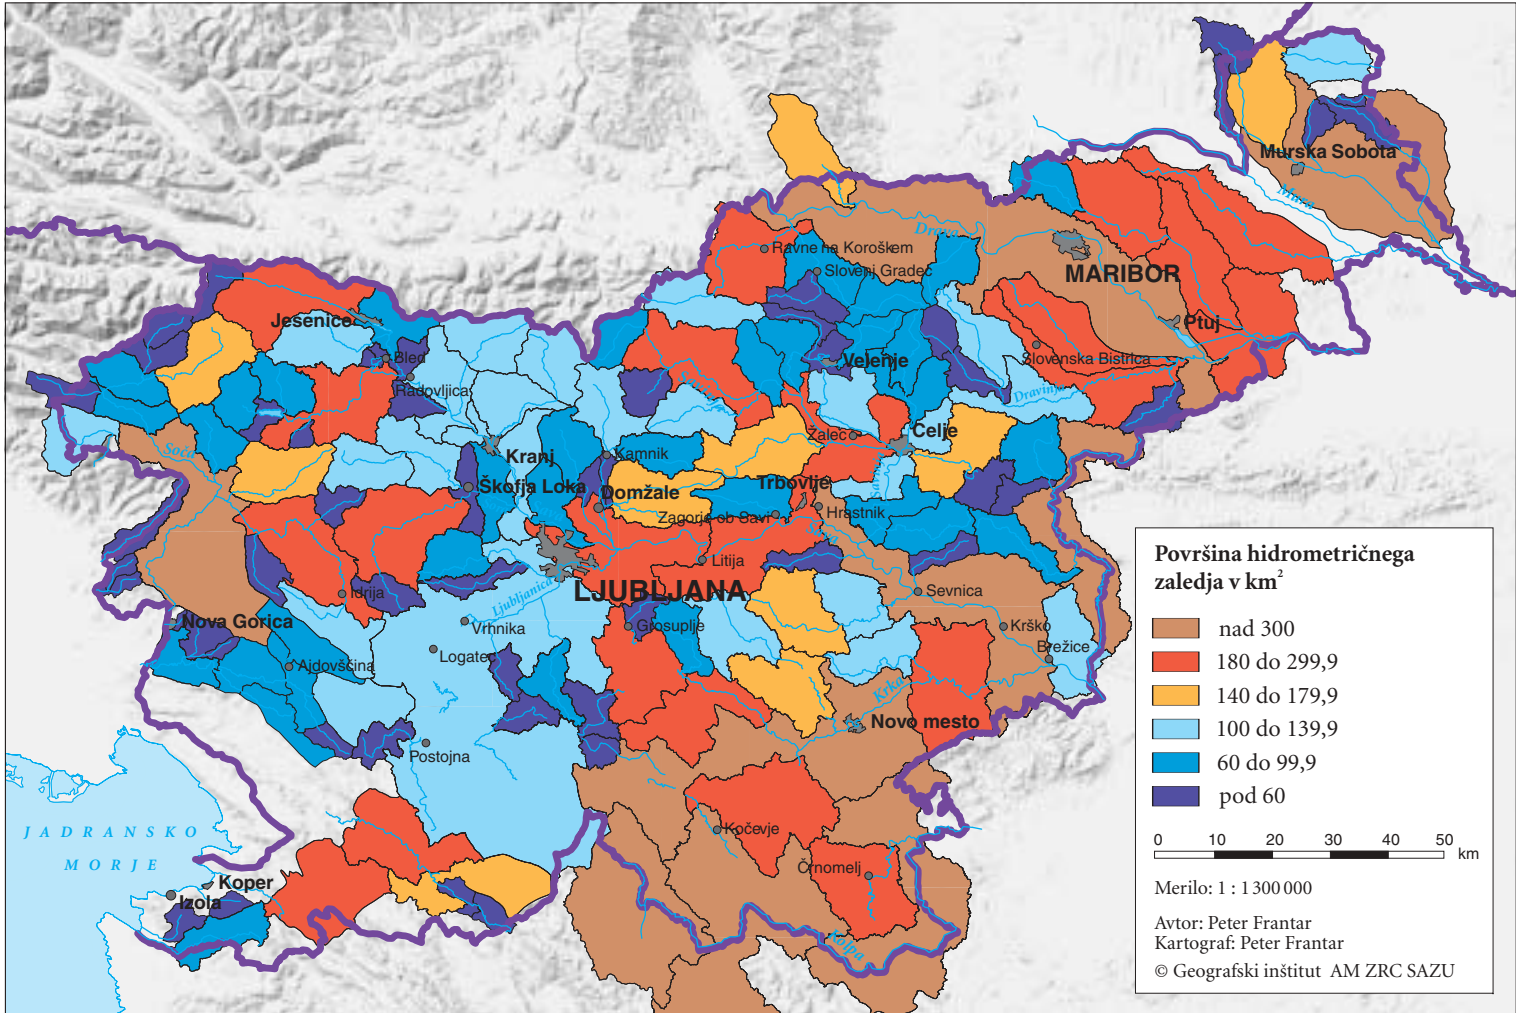 Murska Sobota
Mura
Ravne na Koroškem
Drava
Slovenj Gradec
MARIBOR
Jesenice
Ptuj
Bled
Velenje
Slovenska Bistrica
Radovljica
Savinja
Dravinja
Soča
Žalec
Celje
Kranj
Kamnik
Savinja
Škofja Loka
Domžale
Trbovlje
Zagorje ob Savi
Hrastnik
Sava
Litija
LJUBLJANA
Idrija
Ljubljanica
Sevnica
Nova Gorica
Vrhnika
Grosuplje
Krško
Logatec
Brežice
Ajdovščina
Krka
Novo mesto
Postojna
JADRANSKO
MORJE
Kočevje
Črnomelj
Koper
Izola
Kolpa
Površina hidrometričnega
zaledja v km²
nad 300
180 do 299,9
140 do 179,9
100 do 139,9
60 do 99,9
pod 60
0 10 20 30 40 50 km
Merilo: 1 : 1 300 000
Avtor: Peter Frantar
Kartograf: Peter Frantar
© Geografski inštitut AM ZRC SAZU